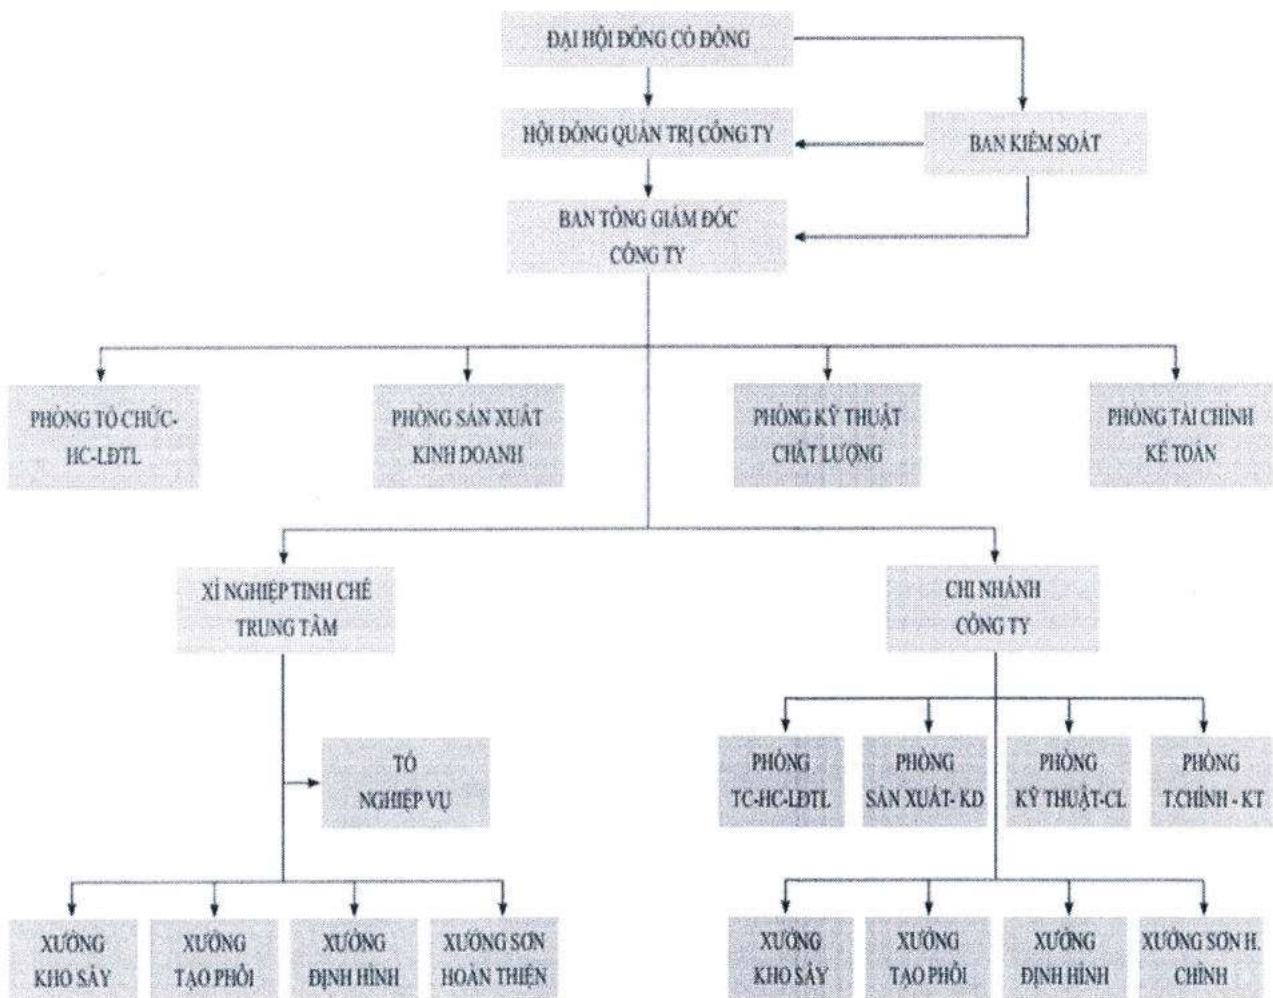 ĐẠI HỘI ĐỒNG CỔ ĐÔNG
HỘI ĐỒNG QUẢN TRỊ CÔNG TY
BAN KIỂM SOÁT
BAN TỔNG GIÁM ĐỐC
CÔNG TY
PHÒNG TỔ CHỨC-
HC-LĐTL
PHÒNG SẢN XUẤT
KINH DOANH
PHÒNG KỸ THUẬT
CHẤT LƯỢNG
PHÒNG TÀI CHÍNH
KẾ TOÁN
XÍ NGHIỆP TINH CHẾ
TRUNG TÂM
CHI NHÁNH
CÔNG TY
TỔ
NGHIỆP VỤ
PHÒNG
TC-HC-LĐTL
PHÒNG
SẢN XUẤT- KD
PHÒNG
KỸ THUẬT-CL
PHÒNG
T.CHÍNH - KT
XƯỞNG
KHO SẤY
XƯỞNG
TẠO PHÔI
XƯỞNG
ĐỊNH HÌNH
XƯỞNG SƠN
HOÀN THIỆN
XƯỞNG
KHO SẤY
XƯỞNG
TẠO PHÔI
XƯỞNG
ĐỊNH HÌNH
XƯỞNG SƠN H.
CHỈNH